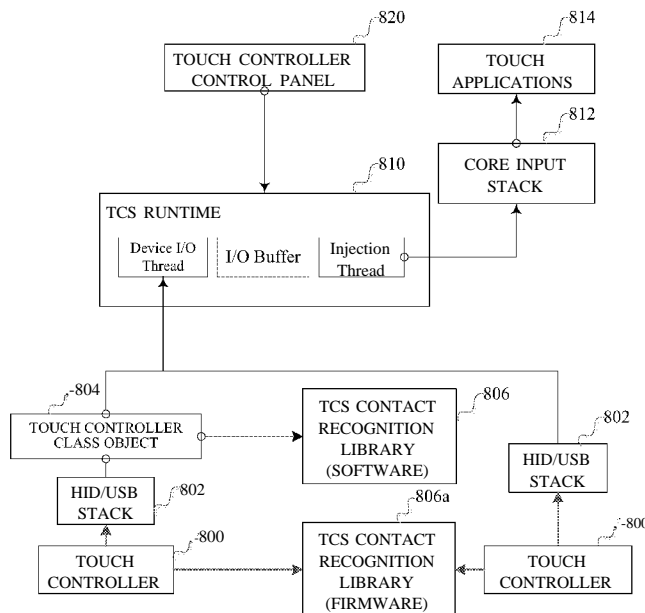 820
TOUCH CONTROLLER
CONTROL PANEL
814
TOUCH
APPLICATIONS
812
CORE INPUT
STACK
810
TCS RUNTIME
Device I/O
Thread
I/O Buffer
Injection
Thread
804
TOUCH CONTROLLER
CLASS OBJECT
806
TCS CONTACT
RECOGNITION
LIBRARY
(SOFTWARE)
802
HID/USB
STACK
802
HID/USB
STACK
806a
TCS CONTACT
RECOGNITION
LIBRARY
(FIRMWARE)
800
TOUCH
CONTROLLER
800
TOUCH
CONTROLLER